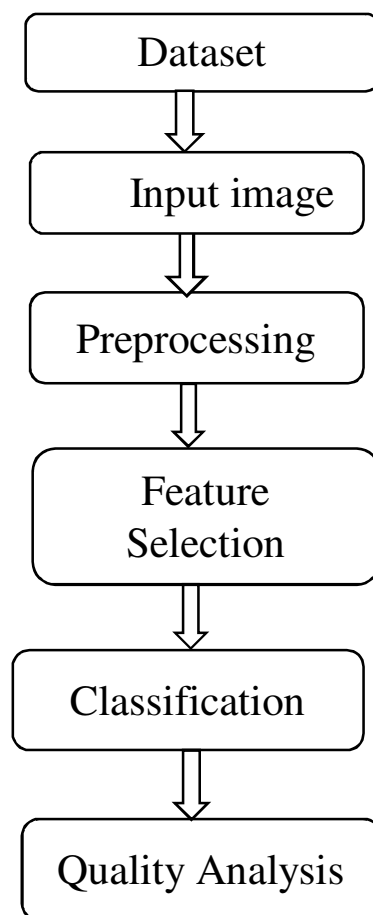 Dataset
Input image
Preprocessing
Feature
Selection
Classification
Quality Analysis